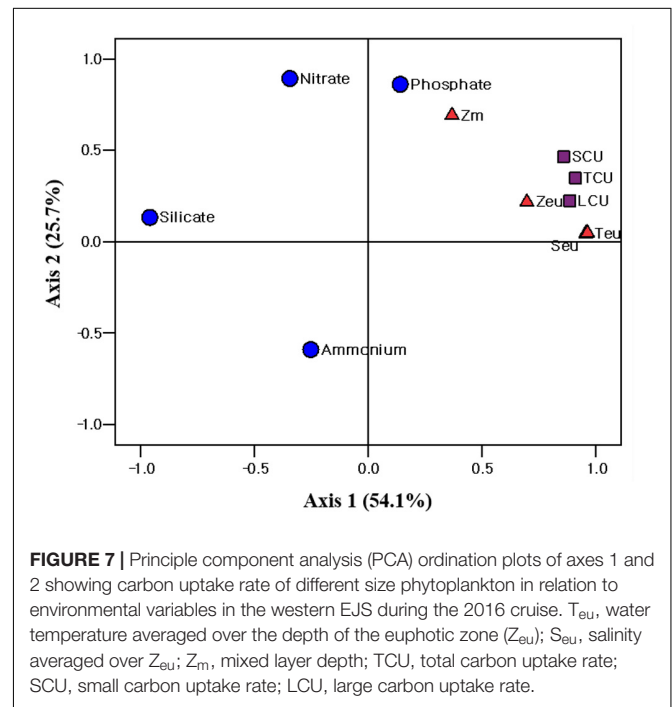 1.0
0.5
0.0
-0.5
-1.0
Axis 2 (25.7%)
Nitrate
Phosphate
Zm
SCU
TCU
Zeu
LCU
Silicate
Teu
Seu
Ammonium
-1.0 -0.5 0.0 0.5 1.0
Axis 1 (54.1%)
FIGURE 7 | Principle component analysis (PCA) ordination plots of axes 1 and
2 showing carbon uptake rate of different size phytoplankton in relation to
environmental variables in the western EJS during the 2016 cruise. Teu, water
temperature averaged over the depth of the euphotic zone (Zeu); Seu, salinity
averaged over Zeu; Zm, mixed layer depth; TCU, total carbon uptake rate;
SCU, small carbon uptake rate; LCU, large carbon uptake rate.